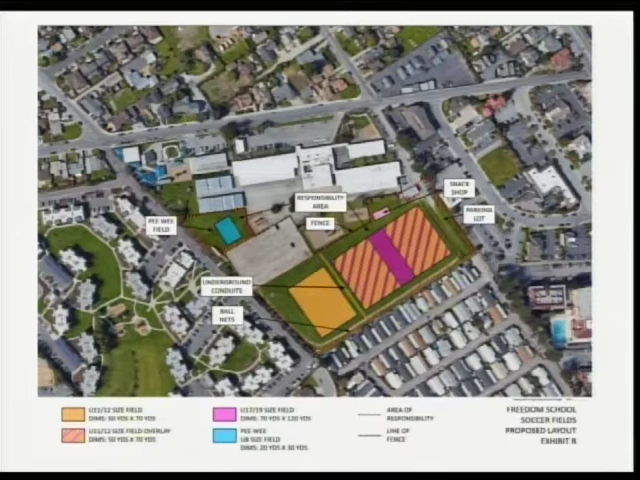 SNACK
SHOP
PARKING
LOT
RESPONSIBILITY
AREA
FENCE
PEE WEE
FIELD
UNDERGROUND
CONDUITS
BALL
NETS
U11/12 SIZE FIELD
DIMS: 50 YDS X 70 YDS
U11/12 SIZE FIELD OVERLAY
DIMS: 50 YDS X 70 YDS
U17/19 SIZE FIELD
DIMS: 70 YDS X 120 YDS
PEE WEE
U8 SIZE FIELD
DIMS: 20 YDS X 30 YDS
AREA OF
RESPONSIBILITY
LINE OF
FENCE
FREEDOM SCHOOL
SOCCER FIELDS
PROPOSED LAYOUT
EXHIBIT B